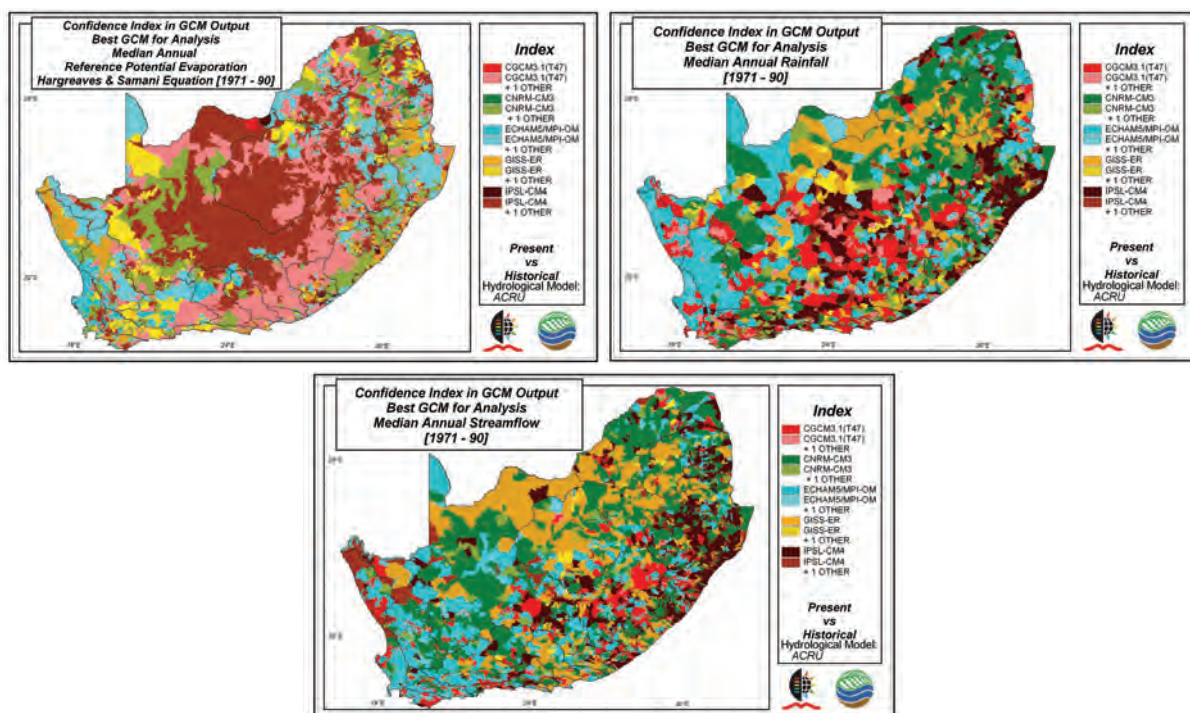 Confidence Index in GCM Output
Best GCM for Analysis
Median Annual
Reference Potential Evaporation
Hargreaves & Samani Equation [1971 - 90]
Index
CGCM3.1(T47)
CGCM3.1(T47)
+ 1 OTHER
CNRM-CM3
CNRM-CM3
+ 1 OTHER
ECHAM5/MPI-OM
ECHAM5/MPI-OM
+ 1 OTHER
GISS-ER
GISS-ER
+ 1 OTHER
IPSL-CM4
IPSL-CM4
+ 1 OTHER
Present
vs
Historical
Hydrological Model:
ACRU
Confidence Index in GCM Output
Best GCM for Analysis
Median Annual Rainfall
[1971 - 90]
Index
CGCM3.1(T47)
CGCM3.1(T47)
+ 1 OTHER
CNRM-CM3
CNRM-CM3
+ 1 OTHER
ECHAM5/MPI-OM
ECHAM5/MPI-OM
+ 1 OTHER
GISS-ER
GISS-ER
+ 1 OTHER
IPSL-CM4
IPSL-CM4
+ 1 OTHER
Present
vs
Historical
Hydrological Model:
ACRU
Confidence Index in GCM Output
Best GCM for Analysis
Median Annual Streamflow
[1971 - 90]
Index
CGCM3.1(T47)
CGCM3.1(T47)
+ 1 OTHER
CNRM-CM3
CNRM-CM3
+ 1 OTHER
ECHAM5/MPI-OM
ECHAM5/MPI-OM
+ 1 OTHER
GISS-ER
GISS-ER
+ 1 OTHER
IPSL-CM4
IPSL-CM4
+ 1 OTHER
Present
vs
Historical
Hydrological Model:
ACRU